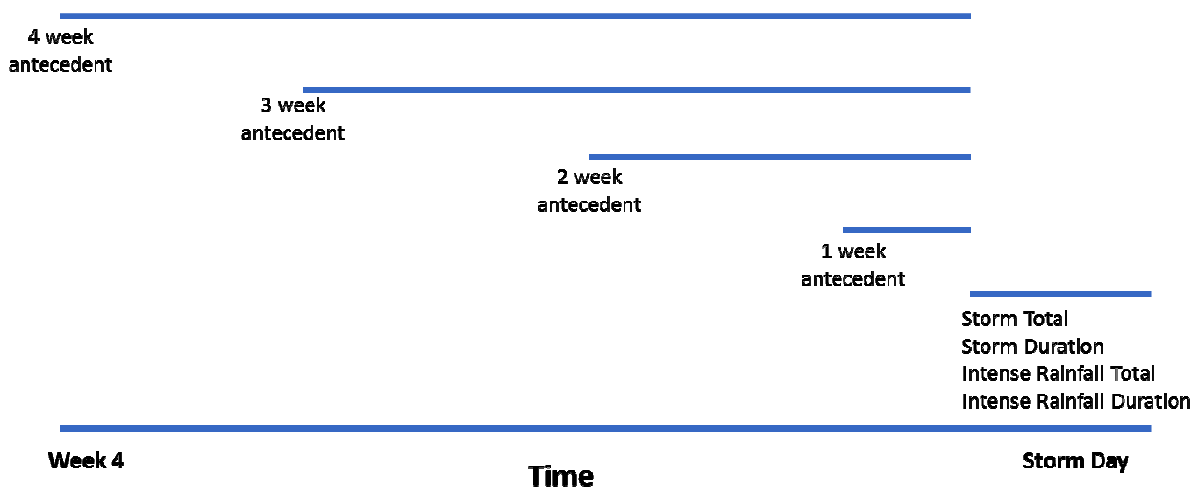 4 week
antecedent
3 week
antecedent
2 week
antecedent
1 week
antecedent
Storm Total
Storm Duration
Intense Rainfall Total
Intense Rainfall Duration
Week 4
Time
Storm Day